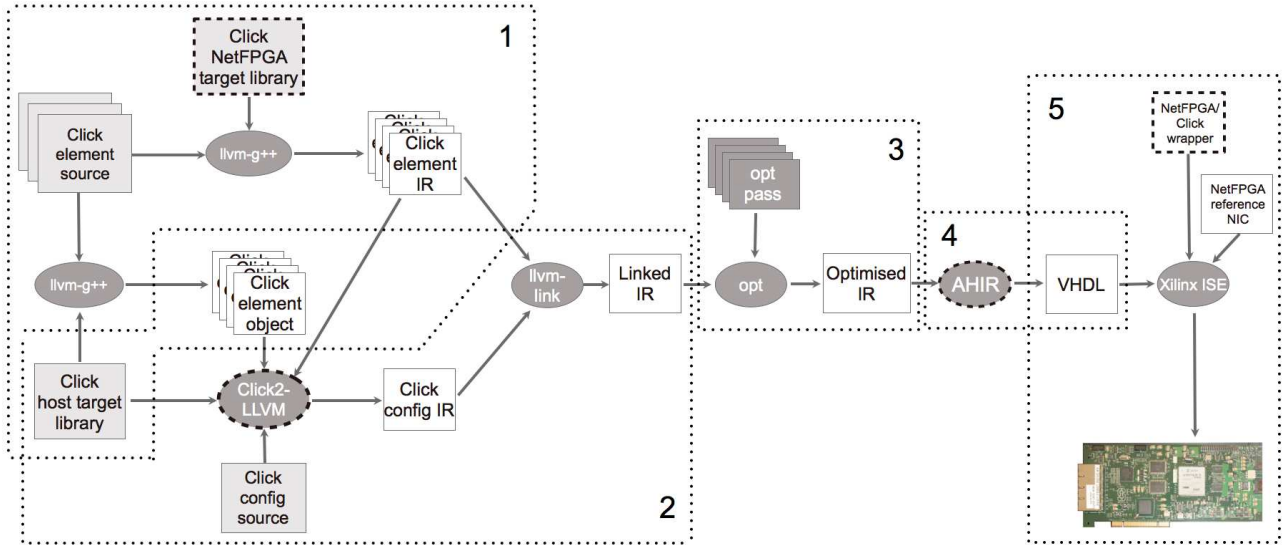 Click
NetFPGA
target library
1
Click
element
source
llvm-g++
Click
element
IR
llvm-g++
Click
element
object
Click
host target
library
Click2-
LLVM
Click
config IR
Click
config
source
2
llvm-
link
Linked
IR
3
opt
pass
opt
Optimised
IR
4
AHIR
VHDL
5
NetFPGA/
Click
wrapper
NetFPGA
reference
NIC
Xilinx ISE